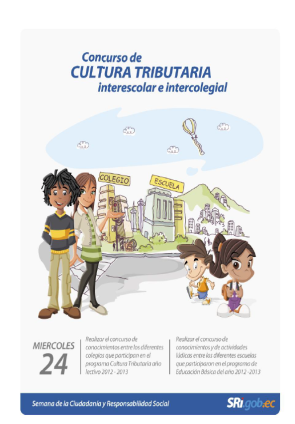 Concurso de
CULTURA TRIBUTARIA
interescolar e intercolegial
COLEGIO
ESCUELA
MIERCOLES
24
Realizar el concurso de
conocimientos entre los diferentes
colegios que participan en el
programa Cultura Tributaria año
lectivo 2012 - 2013
Realizar el concurso de
conocimientos y de actividades
lúdicas entre las diferentes escuelas
que participaron en el programa de
Educación Básica del año 2012 -2013
Semana de la Ciudadanía y Responsabilidad Social
SRi.gob.ec